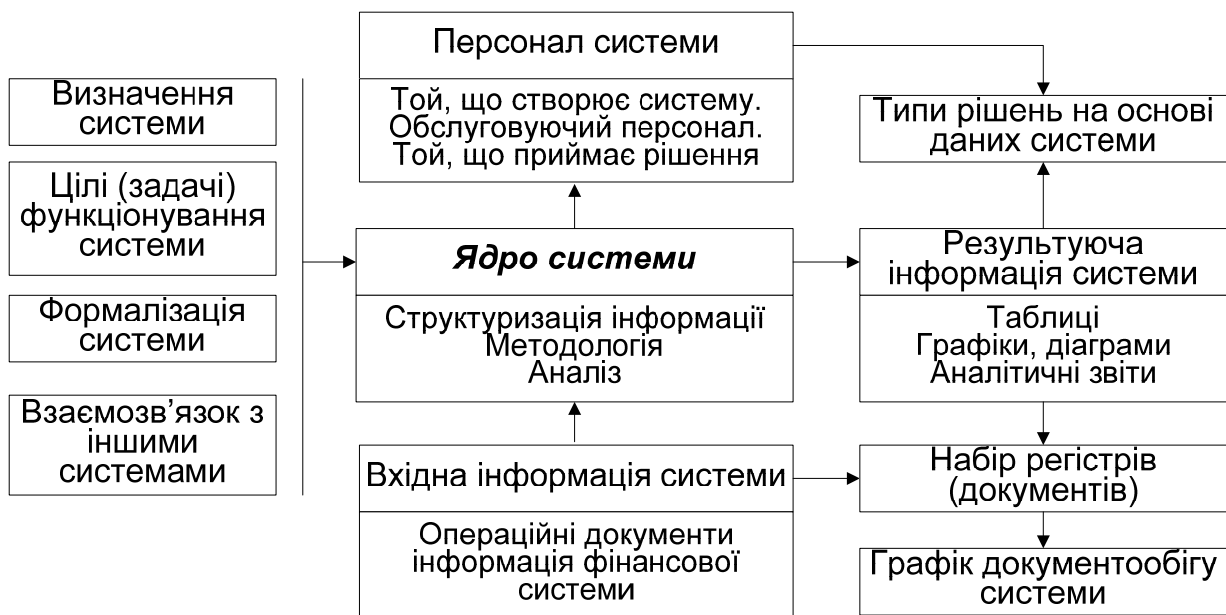 Визначення
системи
Цілі (задачі)
функціонування
системи
Формалізація
системи
Взаємозв’язок з
іншими
системами
Персонал системи
Той, що створює систему.
Обслуговуючий персонал.
Той, що приймає рішення
Ядро системи
Структуризація інформації
Методологія
Аналіз
Вхідна інформація системи
Операційні документи
інформація фінансової
системи
Типи рішень на основі
даних системи
Результуюча
інформація системи
Таблиці
Графіки, діаграми
Аналітичні звіти
Набір регістрів
(документів)
Графік документообігу
системи